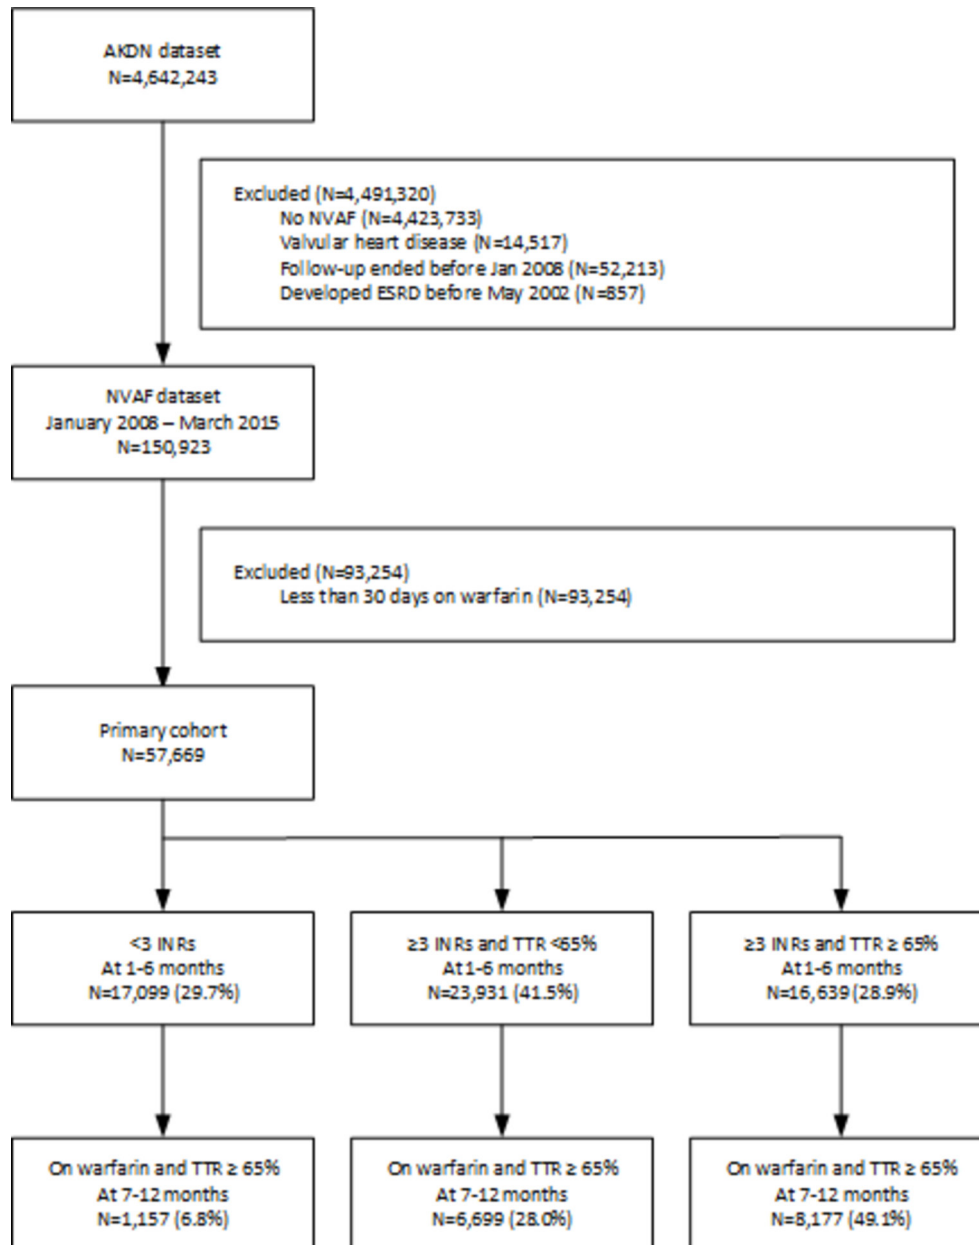 AKDN dataset
N=4,642,243
Excluded (N=4,491,320)
No NVAF (N=4,423,733)
Valvular heart disease (N=14,517)
Follow-up ended before Jan 2008 (N=52,213)
Developed ESRD before May 2002 (N=857)
NVAF dataset
January 2008 – March 2015
N=150,923
Excluded (N=93,254)
Less than 30 days on warfarin (N=93,254)
Primary cohort
N=57,669
<3 INRs
At 1-6 months
N=17,099 (29.7%)
≥3 INRs and TTR <65%
At 1-6 months
N=23,931 (41.5%)
≥3 INRs and TTR ≥ 65%
At 1-6 months
N=16,639 (28.9%)
On warfarin and TTR ≥ 65%
At 7-12 months
N=1,157 (6.8%)
On warfarin and TTR ≥ 65%
At 7-12 months
N=6,699 (28.0%)
On warfarin and TTR ≥ 65%
At 7-12 months
N=8,177 (49.1%)